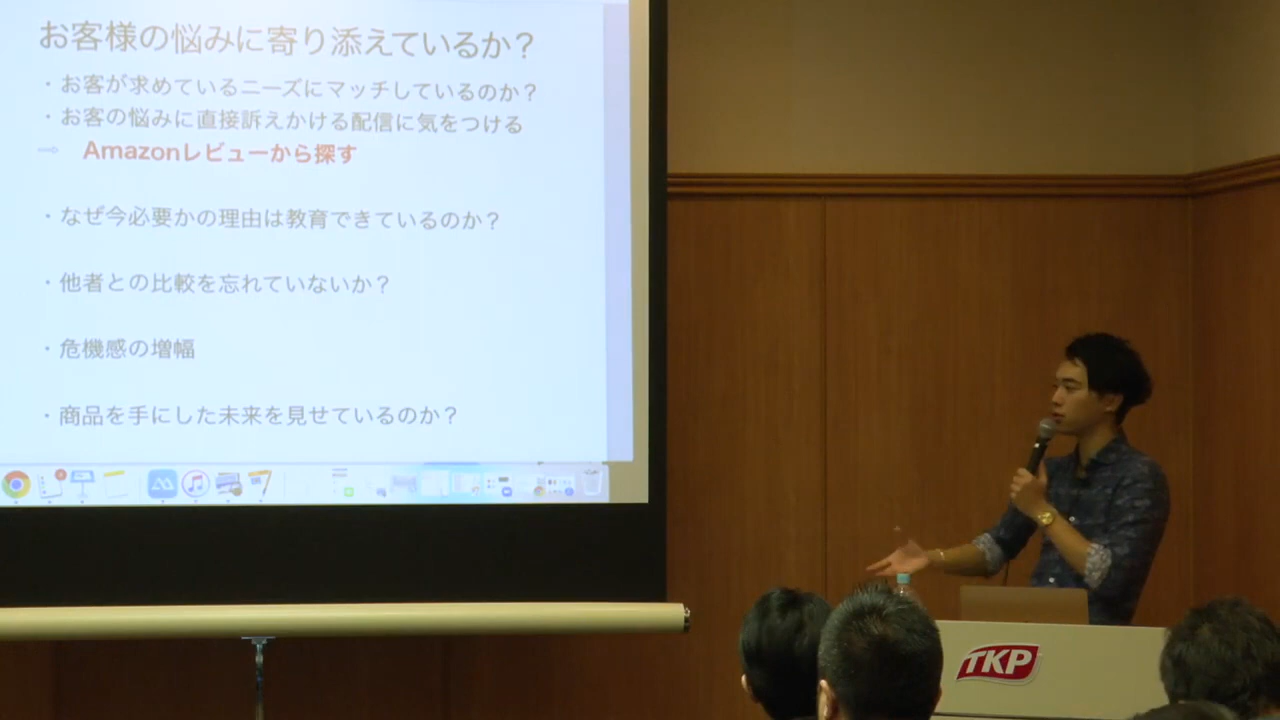 お客様の悩みに寄り添えているか？
・お客が求めているニーズにマッチしているのか？
・お客の悩みに直接訴えかける配信に気をつける
⇒ Amazonレビューから探す
・なぜ今必要かの理由は教育できているのか？
・他者との比較を忘れていないか？
・危機感の増幅
・商品を手にした未来を見せているのか？
TKP